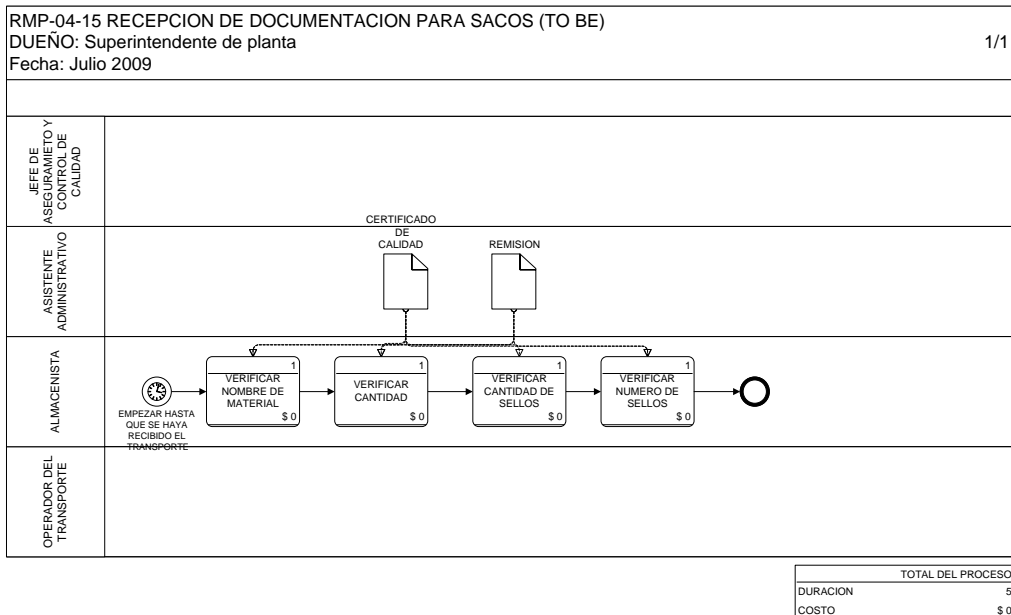 RMP-04-15 RECEPCION DE DOCUMENTACION PARA SACOS (TO BE)
DUEÑO: Superintendente de planta
1/1
Fecha: Julio 2009
JEFE DE
ASEGURAMIETO Y
CONTROL DE
CALIDAD
ASISTENTE
ADMINISTRATIVO
CERTIFICADO
DE
CALIDAD
REMISION
ALMACENISTA
EMPEZAR HASTA
QUE SE HAYA
RECIBIDO EL
TRANSPORTE
1
VERIFICAR
NOMBRE DE
MATERIAL
$ 0
1
VERIFICAR
CANTIDAD
$ 0
1
VERIFICAR
CANTIDAD DE
SELLOS
$ 0
1
VERIFICAR
NUMERO DE
SELLOS
$ 0
OPERADOR DEL
TRANSPORTE
TOTAL DEL PROCESO
DURACION 5
COSTO $ 0